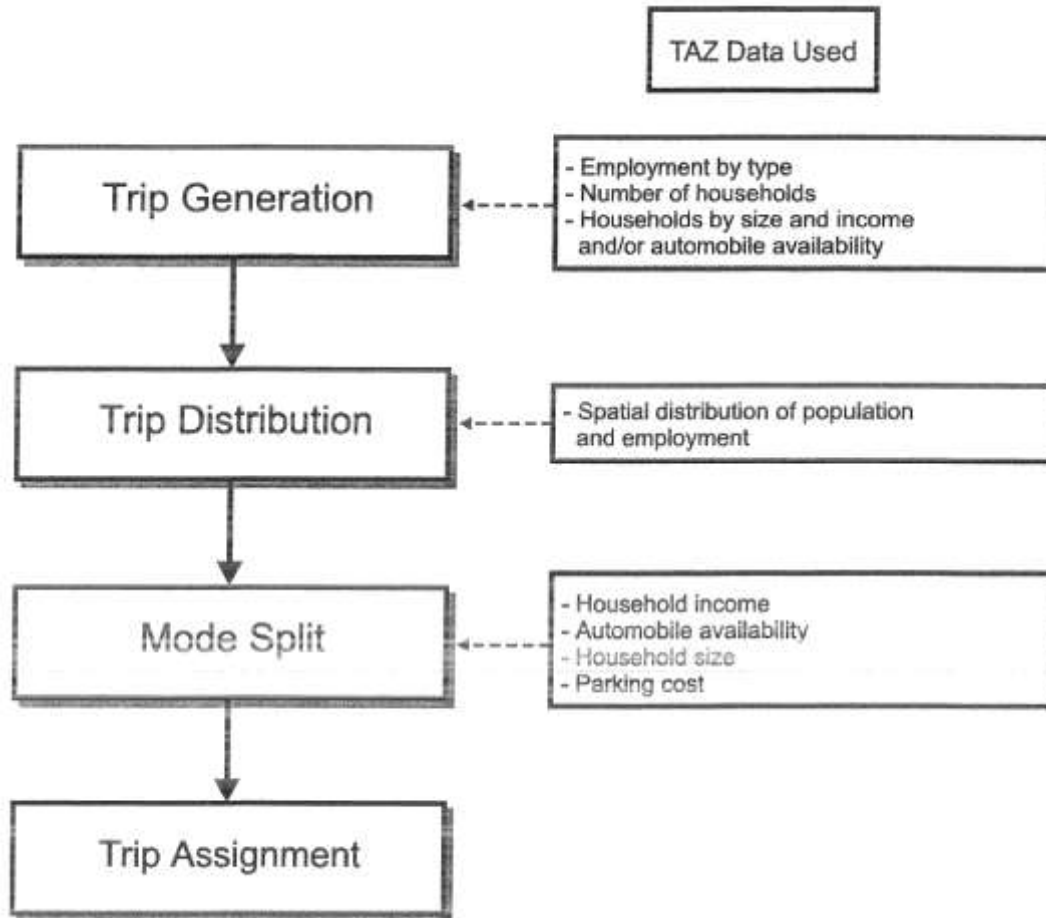 TAZ Data Used
Trip Generation
- Employment by type
- Number of households
- Households by size and income
and/or automobile availability
Trip Distribution
- Spatial distribution of population
and employment
Mode Split
- Household income
- Automobile availability
- Household size
- Parking cost
Trip Assignment